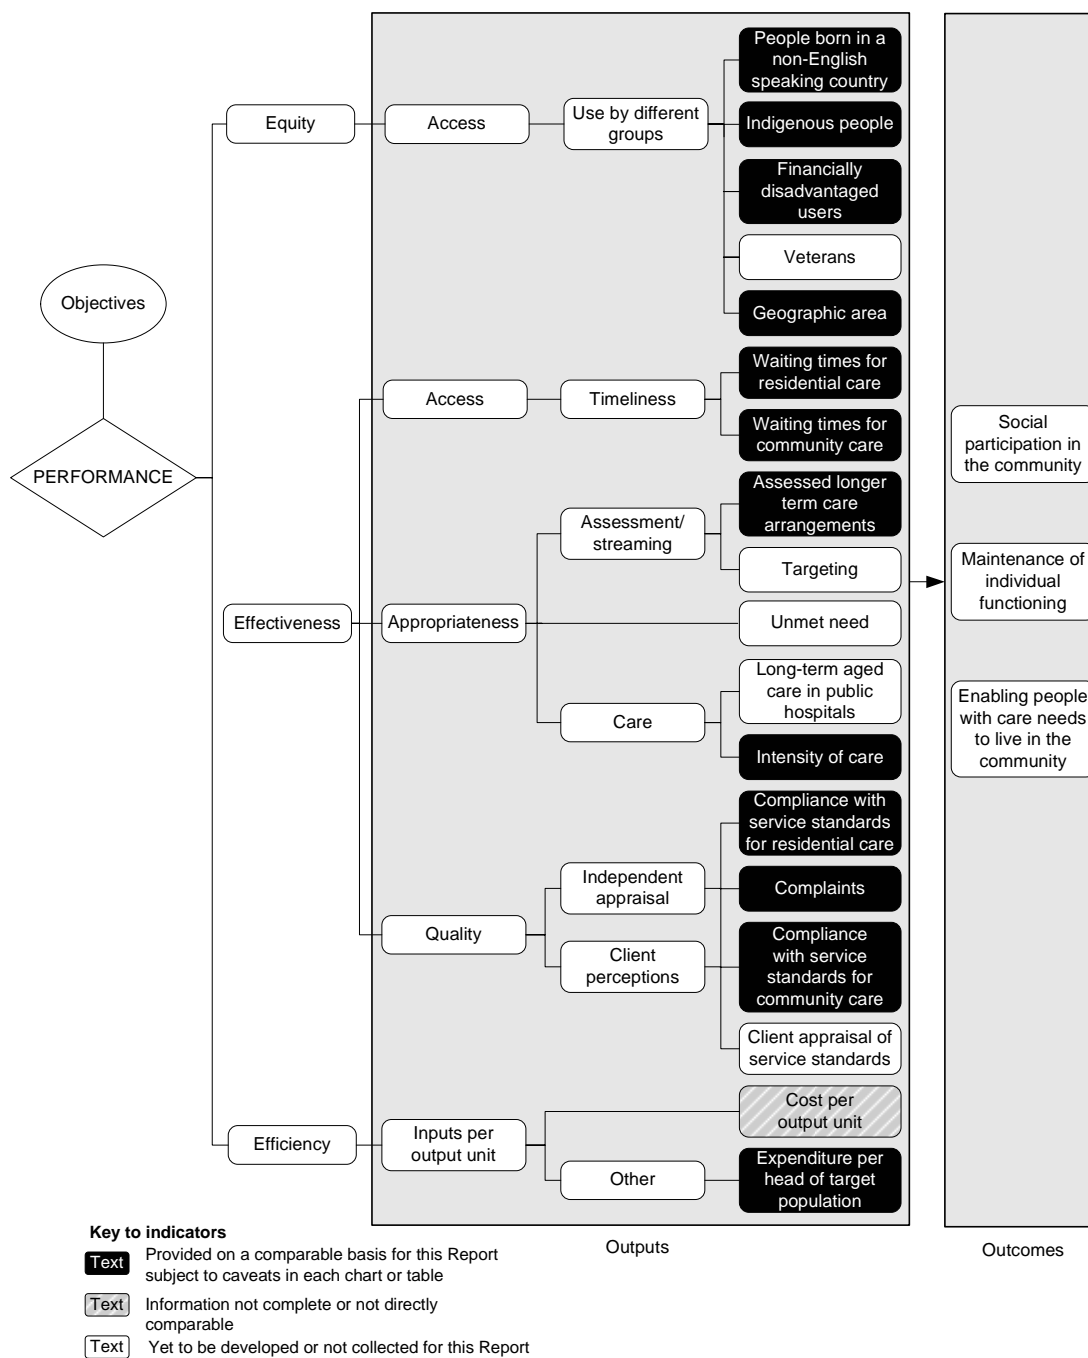 Objectives
PERFORMANCE
Equity
Access
Use by different
groups
People born in a
non-English
speaking country
Indigenous people
Financially
disadvantaged
users
Veterans
Geographic area
Effectiveness
Access
Timeliness
Waiting times for
residential care
Waiting times for
community care
Appropriateness
Assessment/
streaming
Assessed longer
term care
arrangements
Targeting
Unmet need
Care
Long-term aged
care in public
hospitals
Intensity of care
Quality
Independent
appraisal
Client
perceptions
Compliance with
service standards
for residential care
Complaints
Compliance
with service
standards for
community care
Client appraisal of
service standards
Efficiency
Inputs per
output unit
Cost per
output unit
Other
Expenditure per
head of target
population
Outputs
Social
participation in
the community
Maintenance of
individual
functioning
Enabling people
with care needs
to live in the
community
Outcomes
Key to indicators
Text
Provided on a comparable basis for this Report
subject to caveats in each chart or table
Text
Information not complete or not directly
comparable
Text
Yet to be developed or not collected for this Report